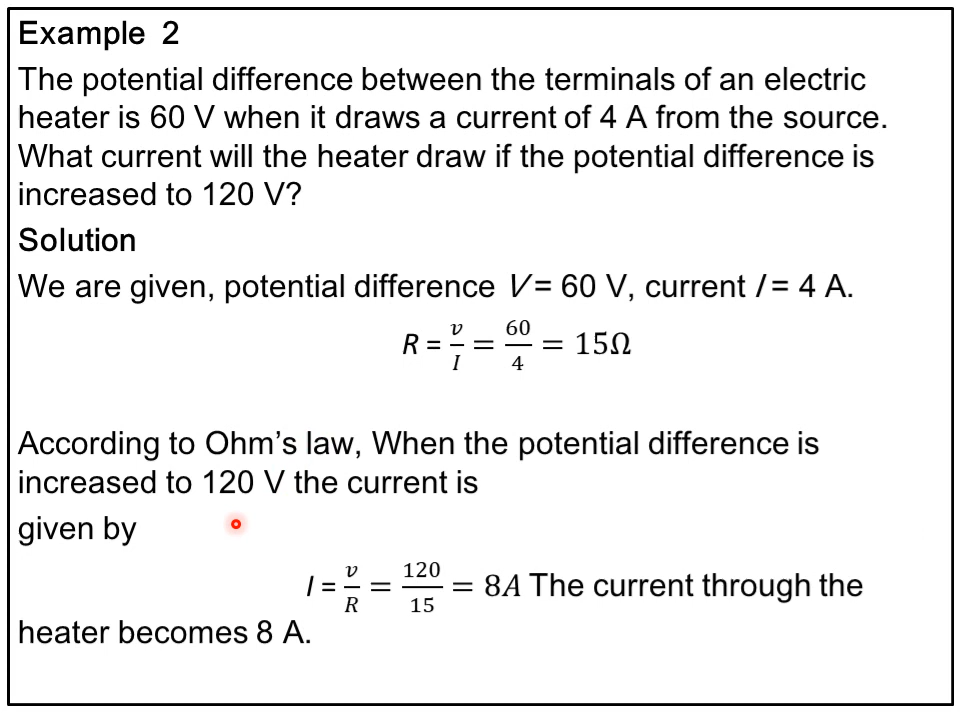 Example 2
The potential difference between the terminals of an electric
heater is 60 V when it draws a current of 4 A from the source.
What current will the heater draw if the potential difference is
increased to 120 V?
Solution
We are given, potential difference V = 60 V, current I = 4 A.
R = v/I = 60/4 = 15Ω
According to Ohm’s law, When the potential difference is
increased to 120 V the current is
given by
I = v/R = 120/15 = 8A The current through the
heater becomes 8 A.